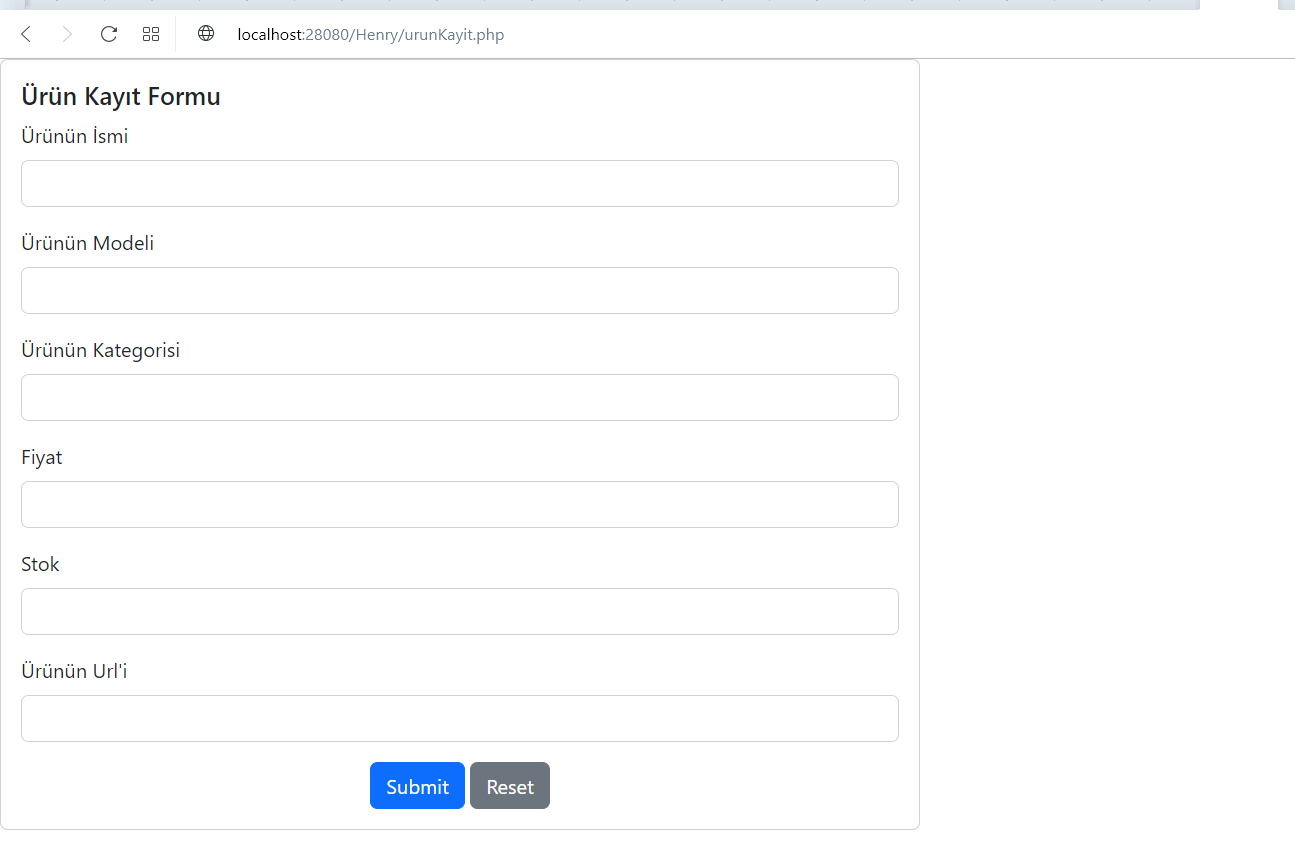 localhost:28080/Henry/urunKayit.php
Ürün Kayıt Formu
Ürünün İsmi
Ürünün Modeli
Ürünün Kategorisi
Fiyat
Stok
Ürünün Url'i
Submit Reset